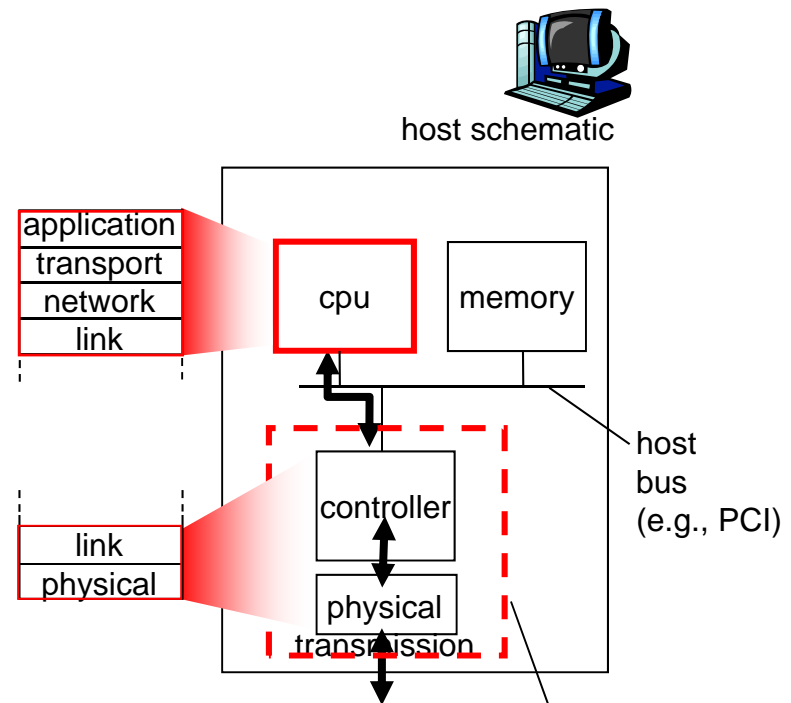 host schematic
application
transport
network
link
cpu
memory
host
bus
(e.g., PCI)
controller
link
physical
physical
transmission